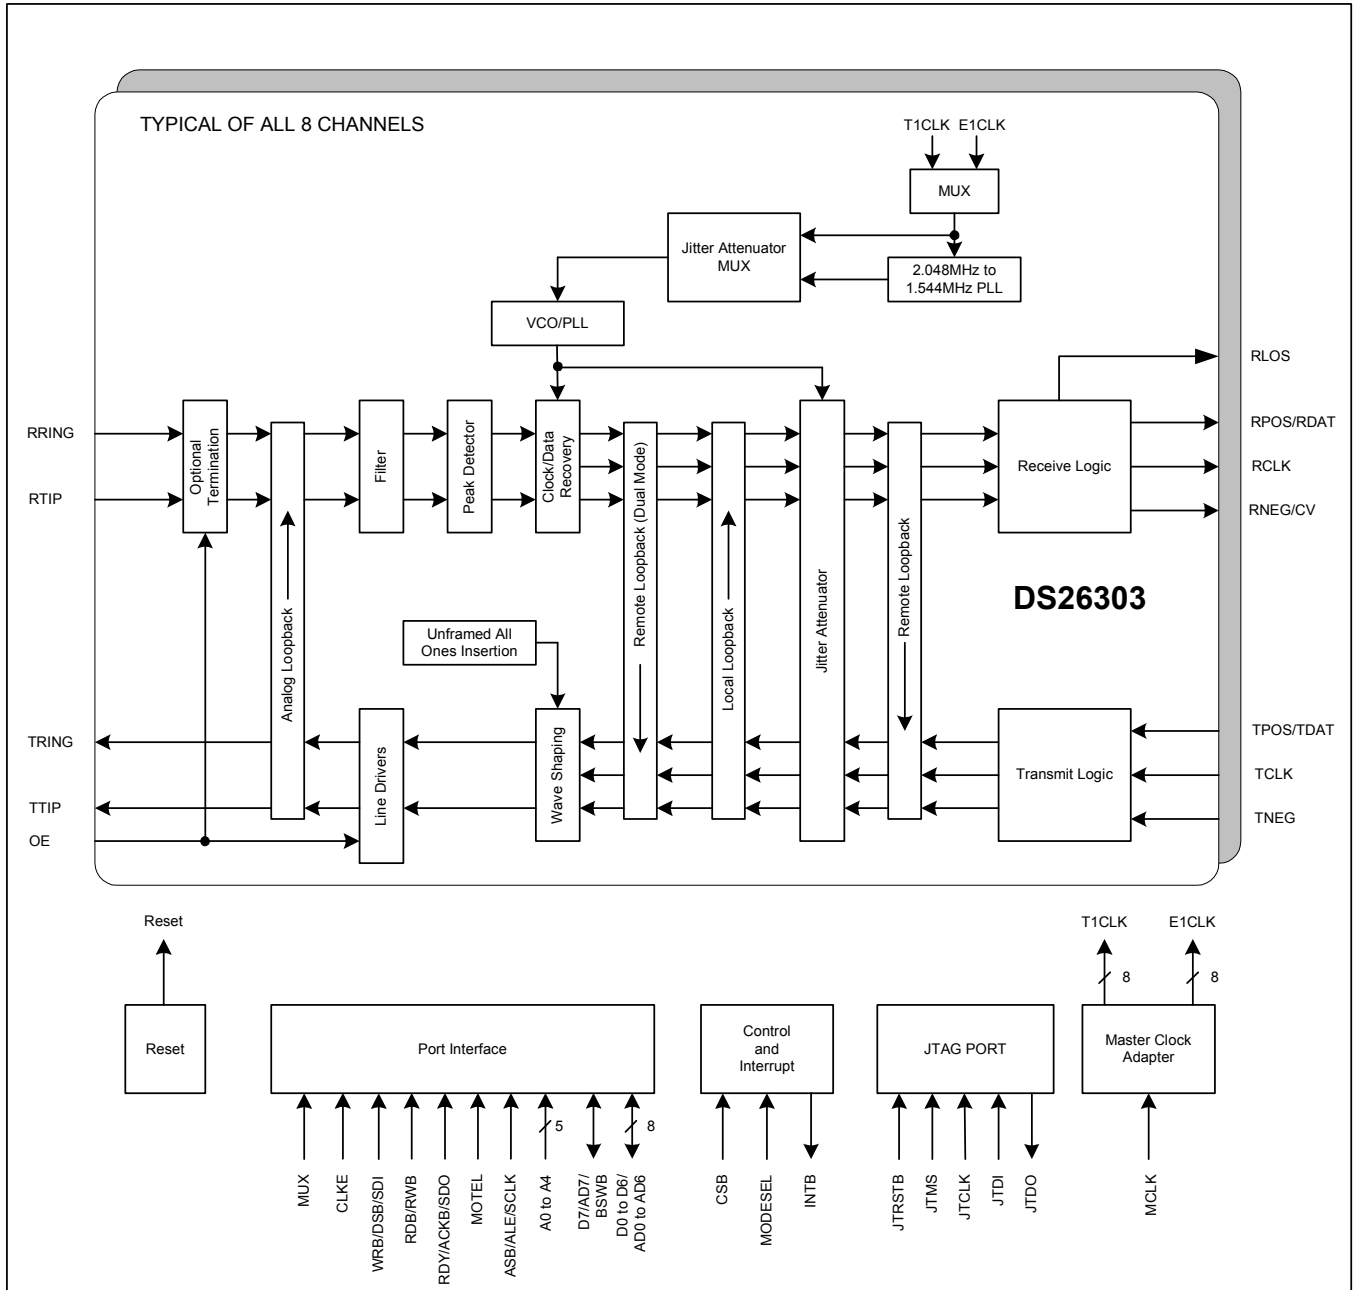 TYPICAL OF ALL 8 CHANNELS
T1CLK
E1CLK
MUX
Jitter Attenuator
MUX
2.048MHz to
1.544MHz PLL
VCO/PLL
RLOS
RRING
RTIP
Optional
Termination
Analog Loopback
Filter
Peak Detector
Clock/Data
Recovery
Remote Loopback (Dual Mode)
Local Loopback
Jitter Attenuator
Remote Loopback
Receive Logic
RPOS/RDAT
RCLK
RNEG/CV
DS26303
Unframed All
Ones Insertion
TRING
TTIP
OE
Line Drivers
Wave Shaping
Transmit Logic
TPOS/TDAT
TCLK
TNEG
Reset
T1CLK
E1CLK
8
8
Reset
Port Interface
Control
and
Interrupt
JTAG PORT
Master Clock
Adapter
5
8
MUX
CLKE
WRB/DSB/SDI
RDB/RWB
RDY/ACKB/SDO
MOTEL
ASB/ALE/SCLK
A0 to A4
D7/AD7/
BSWB
D0 to D6/
AD0 to AD6
CSB
MODESEL
INTB
JTRSTB
JTMS
JTCLK
JTDI
JTDO
MCLK